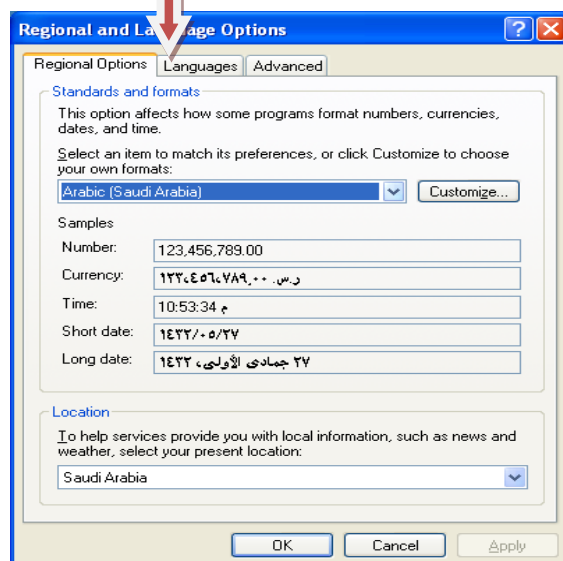 Regional and La age Options
Regional Options Languages Advanced
Standards and formats
This option affects how some programs format numbers, currencies,
dates, and time.
Select an item to match its preferences, or click Customize to choose
your own formats:
Arabic (Saudi Arabia) Customize...
Samples
Number: 123,456,789.00
Currency: ر.س. ١٢٣،٤٥٦،٧٨٩,٠٠
Time: 10:53:34 م
Short date: ١٤٣٢/٠٥/٢٧
Long date: ٢٧ جمادى الأولى، ١٤٣٢
Location
To help services provide you with local information, such as news and
weather, select your present location:
Saudi Arabia
OK Cancel Apply